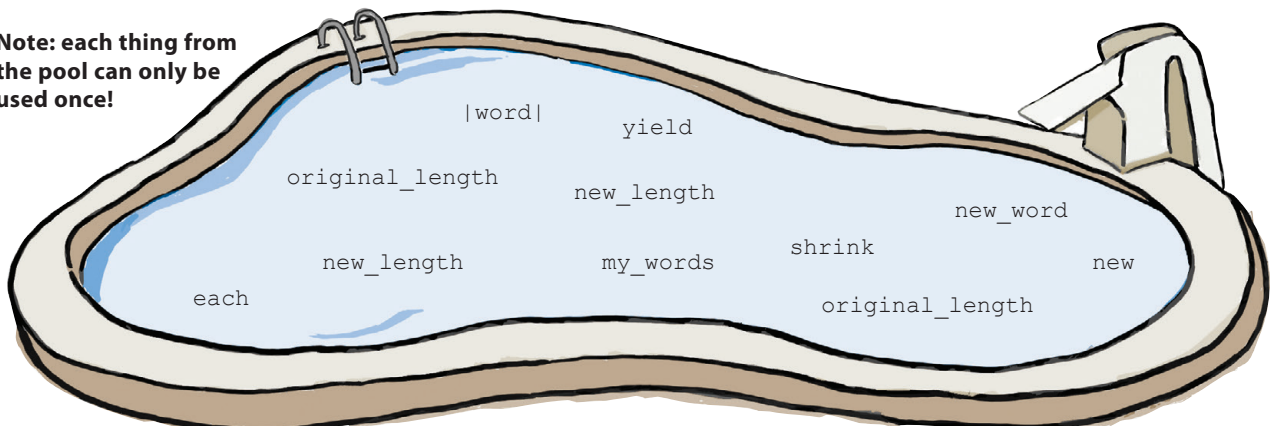 Note: each thing from
the pool can only be
used once!
|word|
yield
original_length
new_length
new_word
shrink
new_length
my_words
new
each
original_length